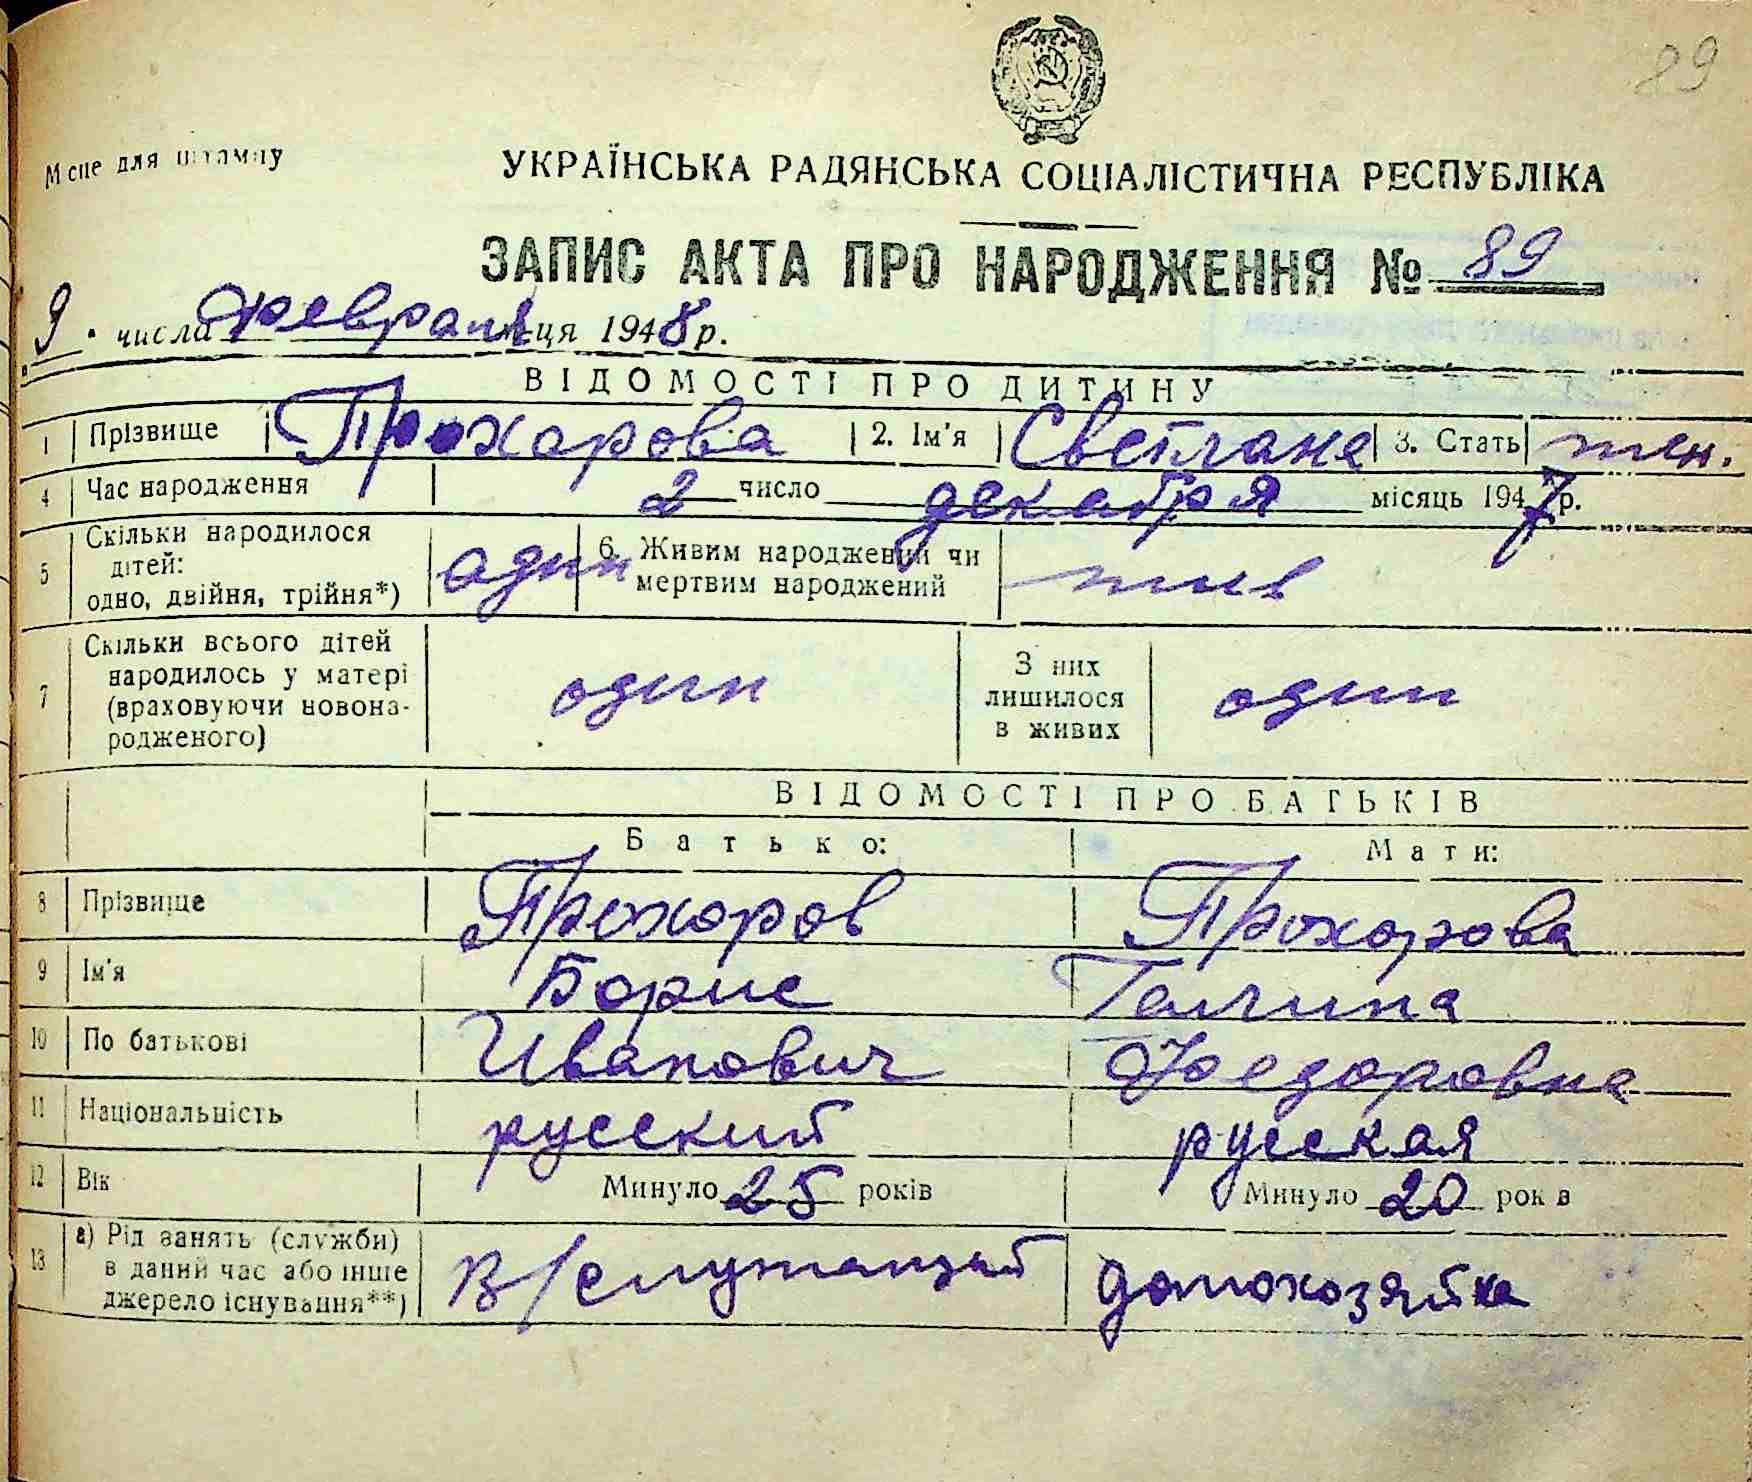 89
Місце для штампу
УКРАЇНСЬКА РАДЯНСЬКА СОЦІАЛІСТИЧНА РЕСПУБЛІКА
ЗАПИС АКТА ПРО НАРОДЖЕННЯ № 89
„9" числа февраля м-ця 1948 р.
ВІДОМОСТІ ПРО ДИТИНУ
1 Прізвище Прохорова 2. Ім'я Светлана 3. Стать жен.
4 Час народження 2 число декабря місяць 1947 р.
5 Скільки народилося дітей: одно, двійня, трійня*) один 6. Живим народжений чи мертвим народжений жив
7 Скільки всього дітей народилось у матері (враховуючи новонародженого) один З них лишилося в живих один
ВІДОМОСТІ ПРО БАТЬКІВ
Батько: Мати:
8 Прізвище Прохоров Прохорова
9 Ім'я Борис Галина
10 По батькові Иванович Федоровна
11 Національність русский русская
12 Вік Минуло 25 років Минуло 20 років
13 а) Рід занять (служби) в даний час або інше джерело існування**) В/служащий домохозяйка